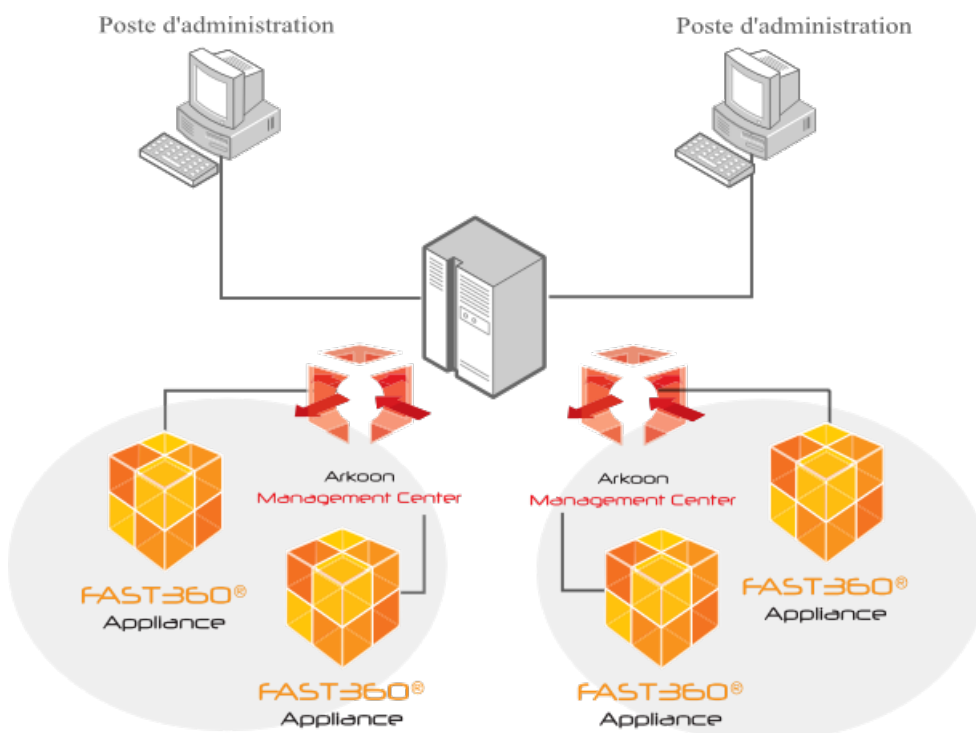 Poste d'administration
Poste d'administration
Arkoon
Management Center
Arkoon
Management Center
FAST360®
Appliance
FAST360®
Appliance
FAST360®
Appliance
FAST360®
Appliance